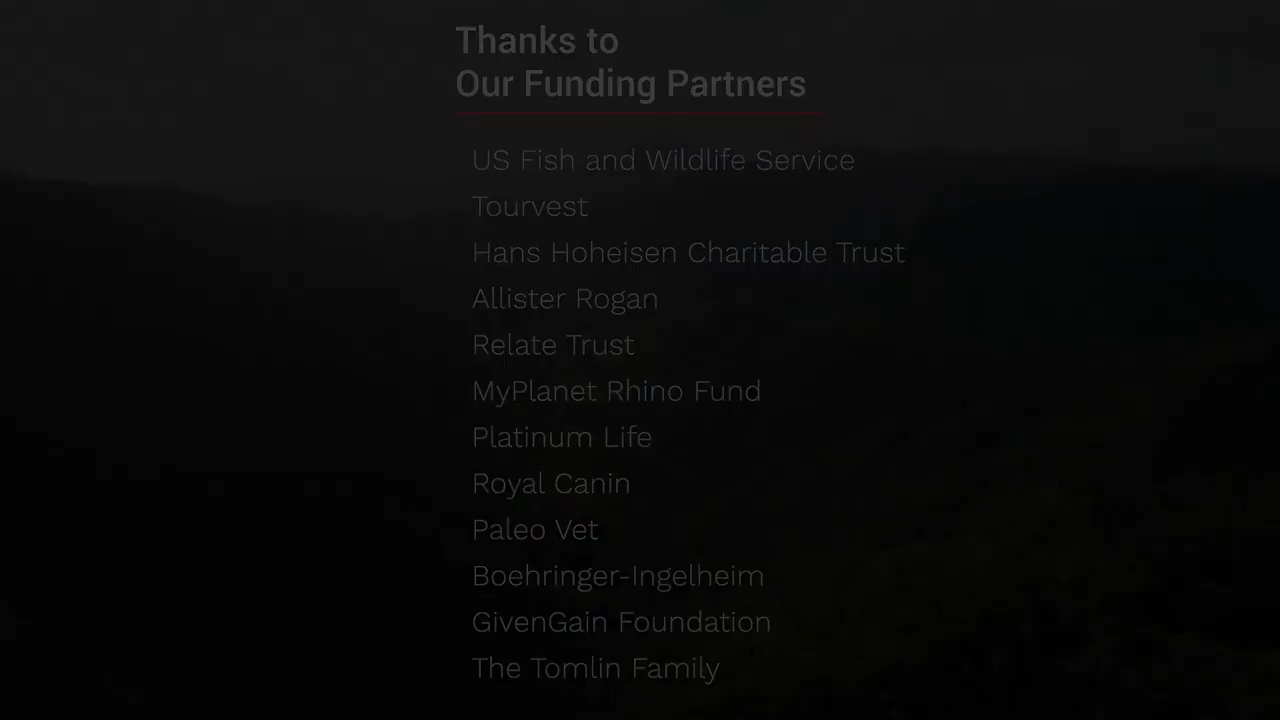 Thanks to
Our Funding Partners
US Fish and Wildlife Service
Tourvest
Hans Hoheisen Charitable Trust
Allister Rogan
Relate Trust
MyPlanet Rhino Fund
Platinum Life
Royal Canin
Paleo Vet
Boehringer-Ingelheim
GivenGain Foundation
The Tomlin Family